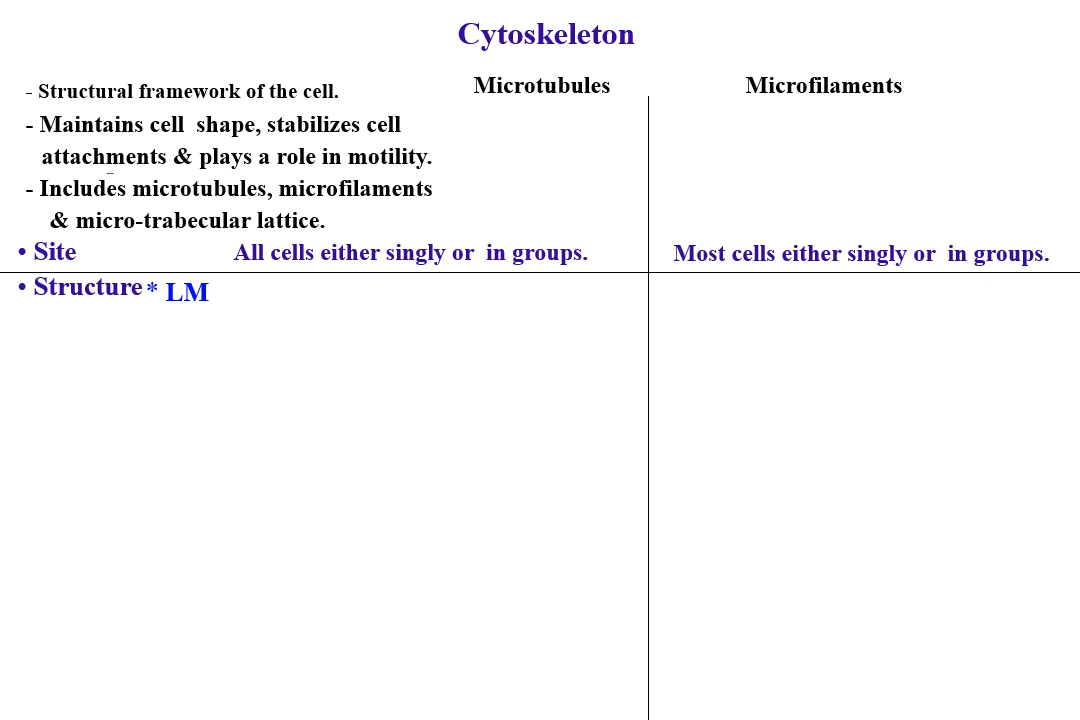 Cytoskeleton
Microtubules
Microfilaments
- Structural framework of the cell.
- Maintains cell shape, stabilizes cell
attachments & plays a role in motility.
- Includes microtubules, microfilaments
& micro-trabecular lattice.
• Site
All cells either singly or in groups.
Most cells either singly or in groups.
• Structure * LM